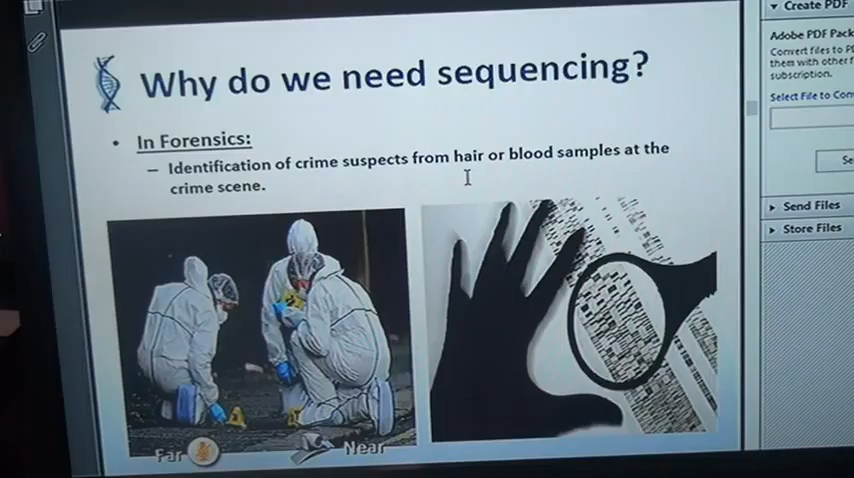 Why do we need sequencing?
• In Forensics:
– Identification of crime suspects from hair or blood samples at the
crime scene.
Far
Near
Create PDF
Adobe PDF Pack
Convert files to P
them with other f
subscription.
Select File to Con
Se
Send Files
Store Files